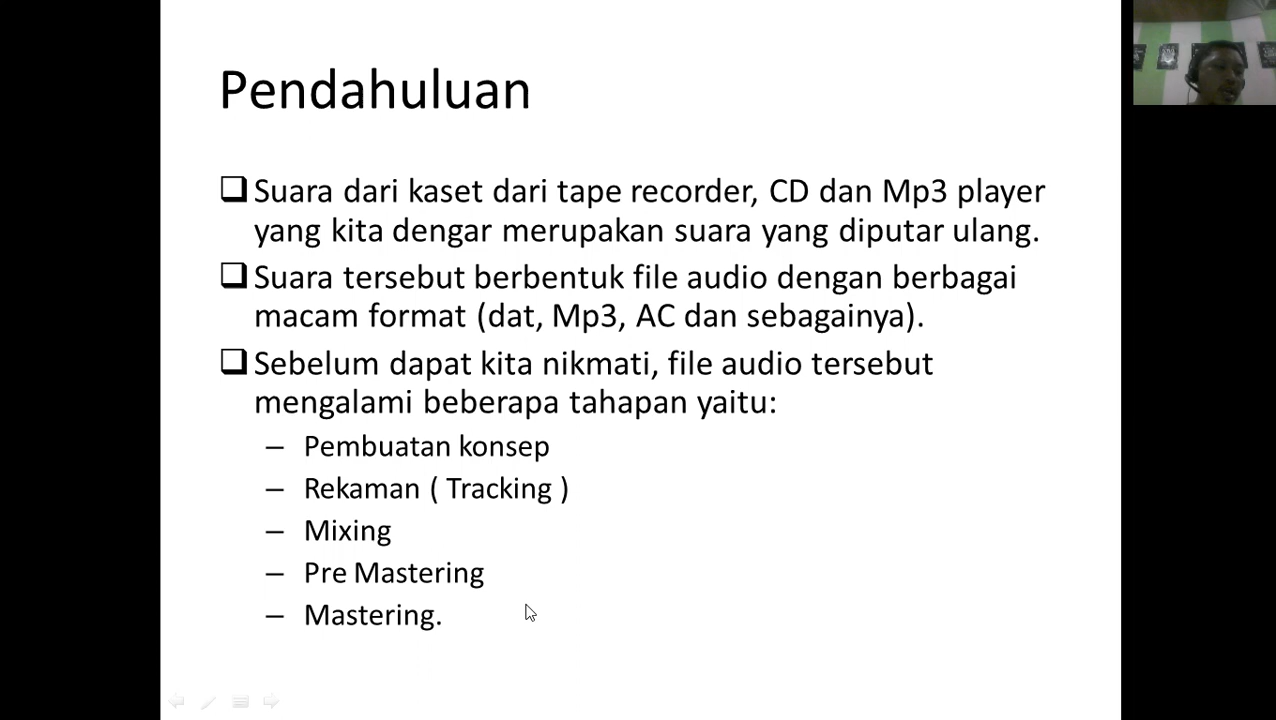 Pendahuluan
❑ Suara dari kaset dari tape recorder, CD dan Mp3 player
yang kita dengar merupakan suara yang diputar ulang.
❑ Suara tersebut berbentuk file audio dengan berbagai
macam format (dat, Mp3, AC dan sebagainya).
❑ Sebelum dapat kita nikmati, file audio tersebut
mengalami beberapa tahapan yaitu:
– Pembuatan konsep
– Rekaman ( Tracking )
– Mixing
– Pre Mastering
– Mastering.